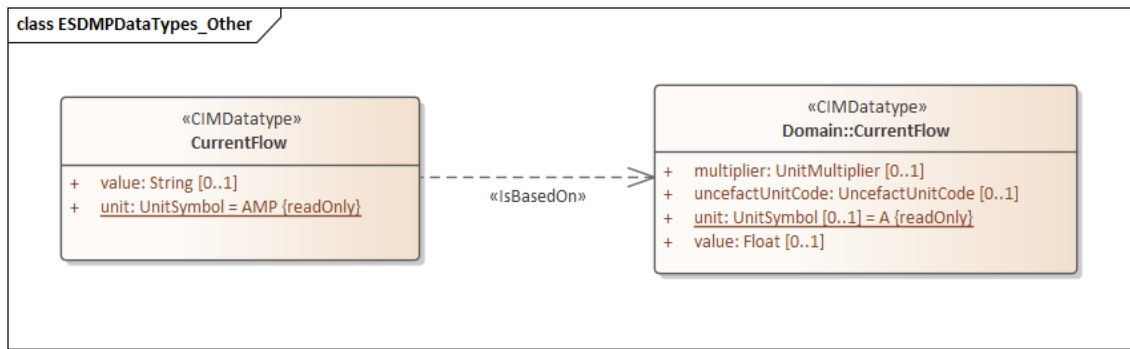 class ESDMPDataTypes_Other
«CIMDatatype»
CurrentFlow
+ value: String [0..1]
+ unit: UnitSymbol = AMP {readOnly}
«IsBasedOn»
«CIMDatatype»
Domain::CurrentFlow
+ multiplier: UnitMultiplier [0..1]
+ uncefactUnitCode: UncefactUnitCode [0..1]
+ unit: UnitSymbol [0..1] = A {readOnly}
+ value: Float [0..1]